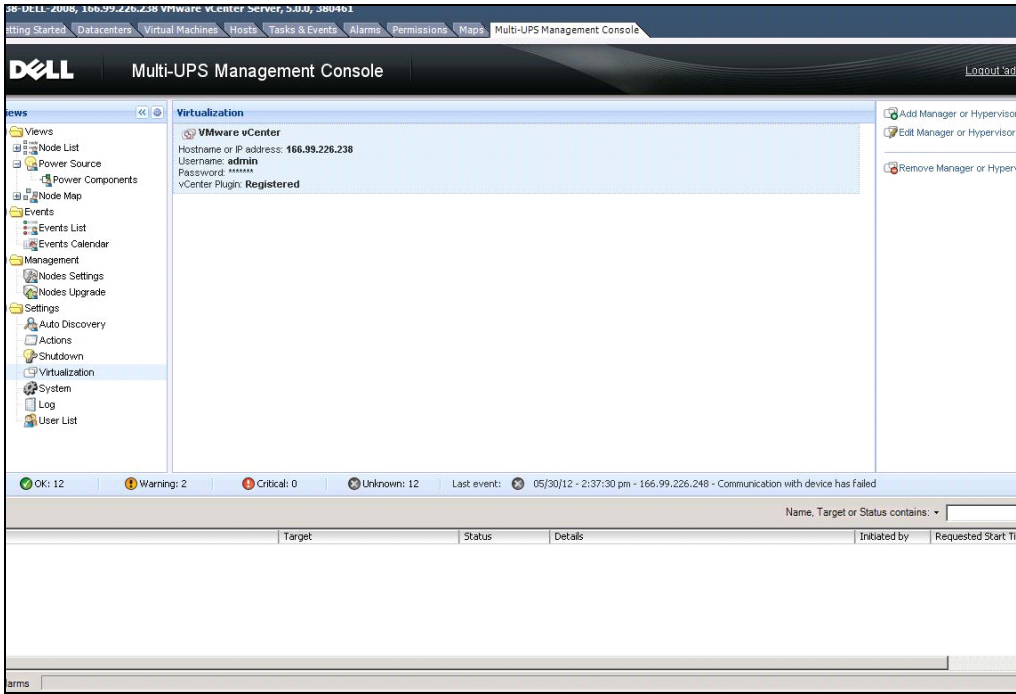 38-DELL-2008, 166.99.226.238 VMware vCenter Server, 5.0.0, 380461
etting Started Datacenters Virtual Machines Hosts Tasks & Events Alarms Permissions Maps Multi-UPS Management Console
DELL Multi-UPS Management Console Logout 'ad
iews
Views
Node List
Power Source
Power Components
Node Map
Events
Events List
Events Calendar
Management
Nodes Settings
Nodes Upgrade
Settings
Auto Discovery
Actions
Shutdown
Virtualization
System
Log
User List
Virtualization
VMware vCenter
Hostname or IP address: 166.99.226.238
Username: admin
Password: *******
vCenter Plugin: Registered
Add Manager or Hypervisor
Edit Manager or Hypervisor
Remove Manager or Hyperv
OK: 12 Warning: 2 Critical: 0 Unknown: 12 Last event: 05/30/12 - 2:37:30 pm - 166.99.226.248 - Communication with device has failed
Name, Target or Status contains:
Target Status Details Initiated by Requested Start Ti
larms